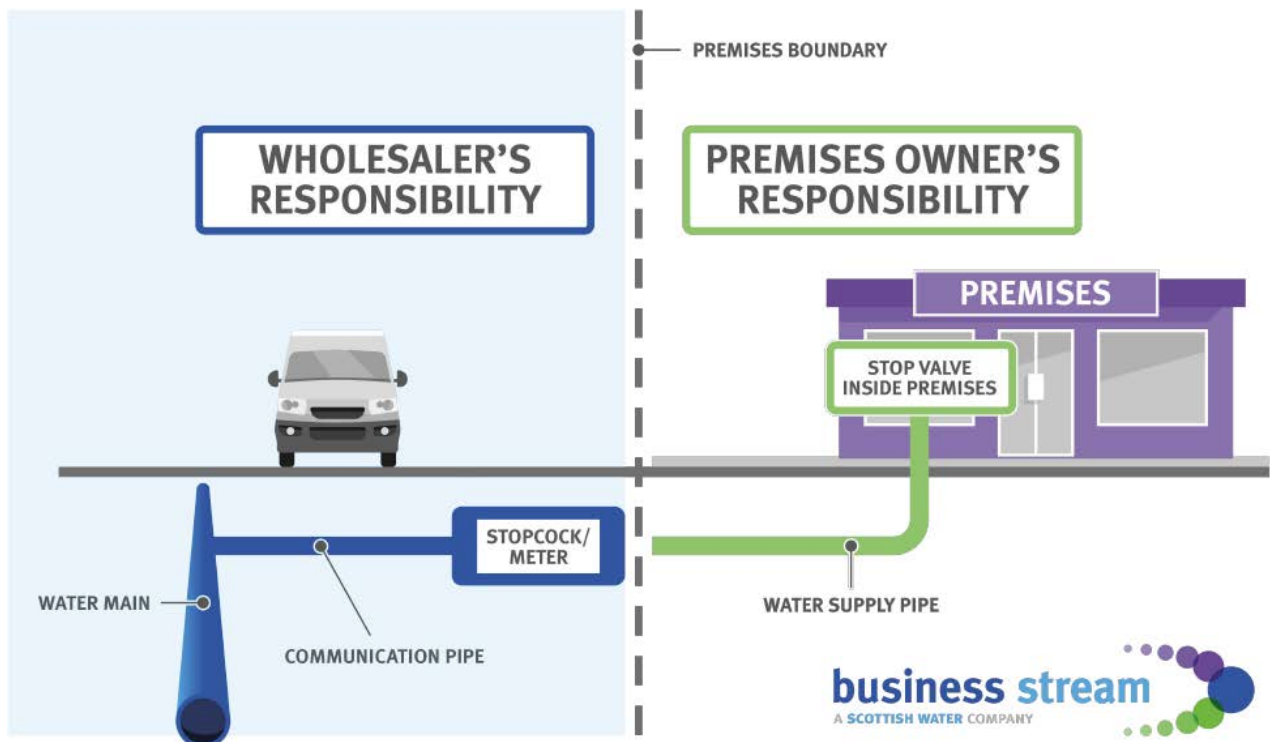 PREMISES BOUNDARY
WHOLESALER'S
RESPONSIBILITY
PREMISES OWNER'S
RESPONSIBILITY
PREMISES
STOP VALVE
INSIDE PREMISES
STOPCOCK/
METER
WATER MAIN
COMMUNICATION PIPE
WATER SUPPLY PIPE
business stream
A SCOTTISH WATER COMPANY